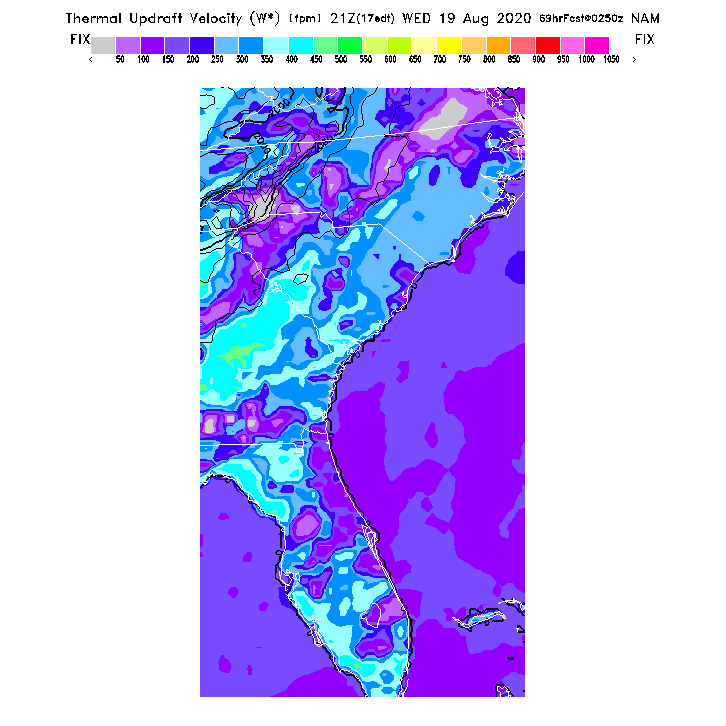 Thermal Updraft Velocity (W*) [fpm] 21Z(17edt) WED 19 Aug 2020 69hrFcst@0250z NAM
FIX FIX
< 50 100 150 200 250 300 350 400 450 500 550 600 650 700 750 800 850 900 950 1000 1050 >